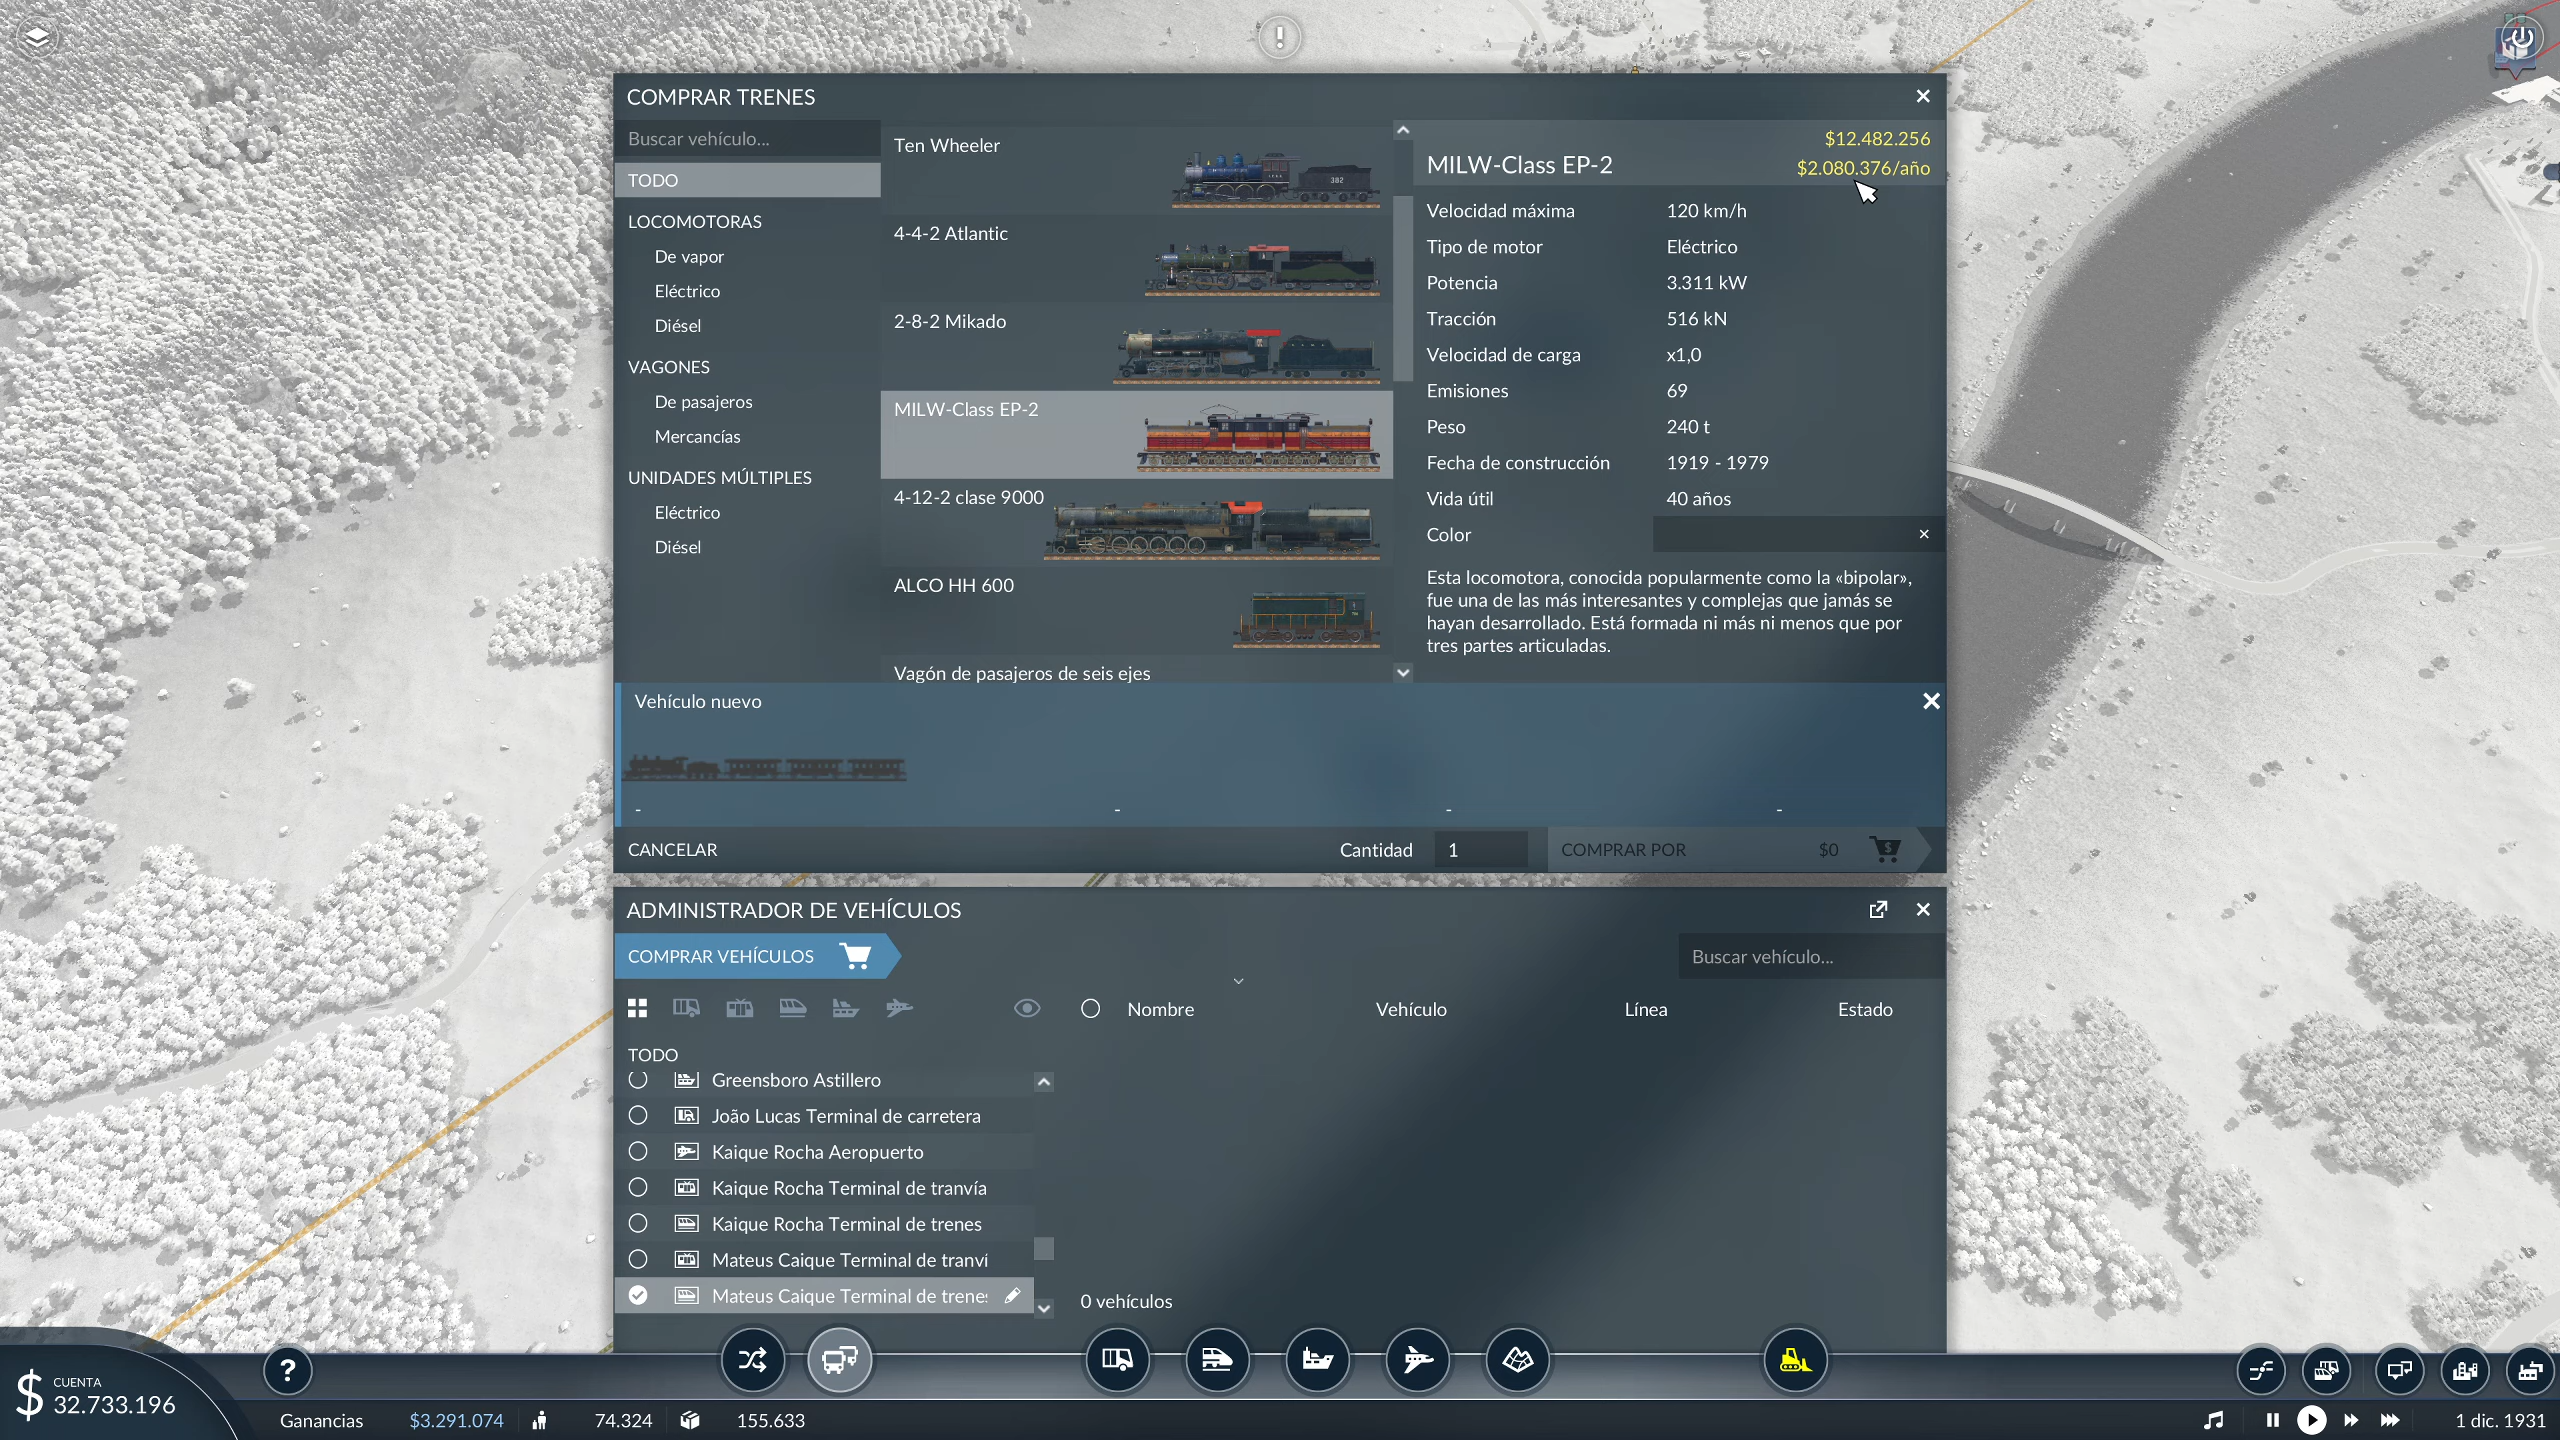 COMPRAR TRENES
Buscar vehículo...
TODO
LOCOMOTORAS
De vapor
Eléctrico
Diésel
VAGONES
De pasajeros
Mercancías
UNIDADES MÚLTIPLES
Eléctrico
Diésel
Ten Wheeler
382
4-4-2 Atlantic
2-8-2 Mikado
MILW-Class EP-2
4-12-2 clase 9000
ALCO HH 600
Vagón de pasajeros de seis ejes
$12.482.256
MILW-Class EP-2
$2.080.376/año
Velocidad máxima 120 km/h
Tipo de motor Eléctrico
Potencia 3.311 kW
Tracción 516 kN
Velocidad de carga x1,0
Emisiones 69
Peso 240 t
Fecha de construcción 1919 - 1979
Vida útil 40 años
Color
Esta locomotora, conocida popularmente como la «bipolar»,
fue una de las más interesantes y complejas que jamás se
hayan desarrollado. Está formada ni más ni menos que por
tres partes articuladas.
Vehículo nuevo
- - - -
CANCELAR Cantidad 1 COMPRAR POR $0
ADMINISTRADOR DE VEHÍCULOS
COMPRAR VEHÍCULOS Buscar vehículo...
Nombre Vehículo Línea Estado
TODO
Greensboro Astillero
João Lucas Terminal de carretera
Kaique Rocha Aeropuerto
Kaique Rocha Terminal de tranvía
Kaique Rocha Terminal de trenes
Mateus Caique Terminal de tranví
Mateus Caique Terminal de trenes
0 vehículos
$ CUENTA
32.733.196
?
Ganancias $3.291.074 74.324 155.633 1 dic. 1931